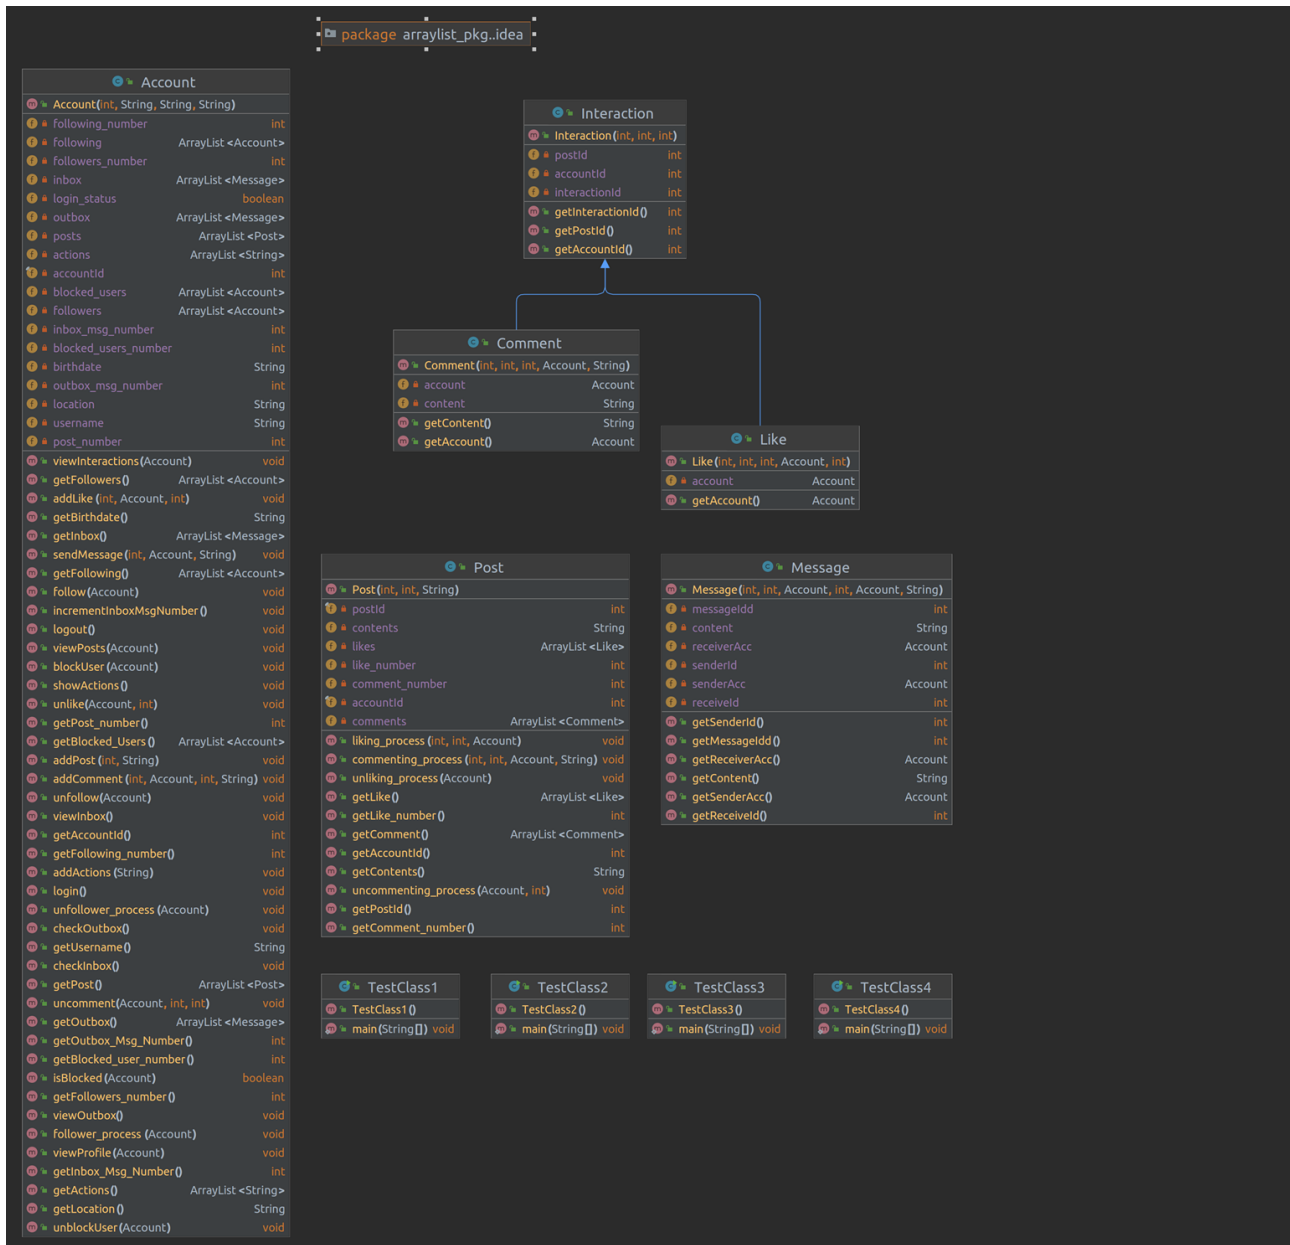 package arraylist_pkg..idea
Account
Account(int, String, String, String)
following_number int
following ArrayList<Account>
followers_number int
inbox ArrayList<Message>
login_status boolean
outbox ArrayList<Message>
posts ArrayList<Post>
actions ArrayList<String>
accountId int
blocked_users ArrayList<Account>
followers ArrayList<Account>
inbox_msg_number int
blocked_users_number int
birthdate String
outbox_msg_number int
location String
username String
post_number int
viewInteractions(Account) void
getFollowers() ArrayList<Account>
addLike(int, Account, int) void
getBirthdate() String
getInbox() ArrayList<Message>
sendMessage(int, Account, String) void
getFollowing() ArrayList<Account>
follow(Account) void
incrementInboxMsgNumber() void
logout() void
viewPosts(Account) void
blockUser(Account) void
showActions() void
unlike(Account, int) void
getPost_number() int
getBlocked_Users() ArrayList<Account>
addPost(int, String) void
addComment(int, Account, int, String) void
unfollow(Account) void
viewInbox() void
getAccountId() int
getFollowing_number() int
addActions(String) void
login() void
unfollower_process(Account) void
checkOutbox() void
getUsername() String
checkInbox() void
getPost() ArrayList<Post>
uncomment(Account, int, int) void
getOutbox() ArrayList<Message>
getOutbox_Msg_Number() int
getBlocked_user_number() int
isBlocked(Account) boolean
getFollowers_number() int
viewOutbox() void
follower_process(Account) void
viewProfile(Account) void
getInbox_Msg_Number() int
getActions() ArrayList<String>
getLocation() String
unblockUser(Account) void
Interaction
Interaction(int, int, int)
postId int
accountId int
interactionId int
getInteractionId() int
getPostId() int
getAccountId() int
Comment
Comment(int, int, int, Account, String)
account Account
content String
getContent() String
getAccount() Account
Like
Like(int, int, int, Account, int)
account Account
getAccount() Account
Post
Post(int, int, String)
postId int
contents String
likes ArrayList<Like>
like_number int
comment_number int
accountId int
comments ArrayList<Comment>
liking_process(int, int, Account) void
commenting_process(int, int, Account, String) void
unliking_process(Account) void
getLike() ArrayList<Like>
getLike_number() int
getComment() ArrayList<Comment>
getAccountId() int
getContents() String
uncommenting_process(Account, int) void
getPostId() int
getComment_number() int
Message
Message(int, int, Account, int, Account, String)
messageIdd int
content String
receiverAcc Account
senderId int
senderAcc Account
receiveId int
getSenderId() int
getMessageIdd() int
getReceiverAcc() Account
getContent() String
getSenderAcc() Account
getReceiveId() int
TestClass1
TestClass1()
main(String[]) void
TestClass2
TestClass2()
main(String[]) void
TestClass3
TestClass3()
main(String[]) void
TestClass4
TestClass4()
main(String[]) void